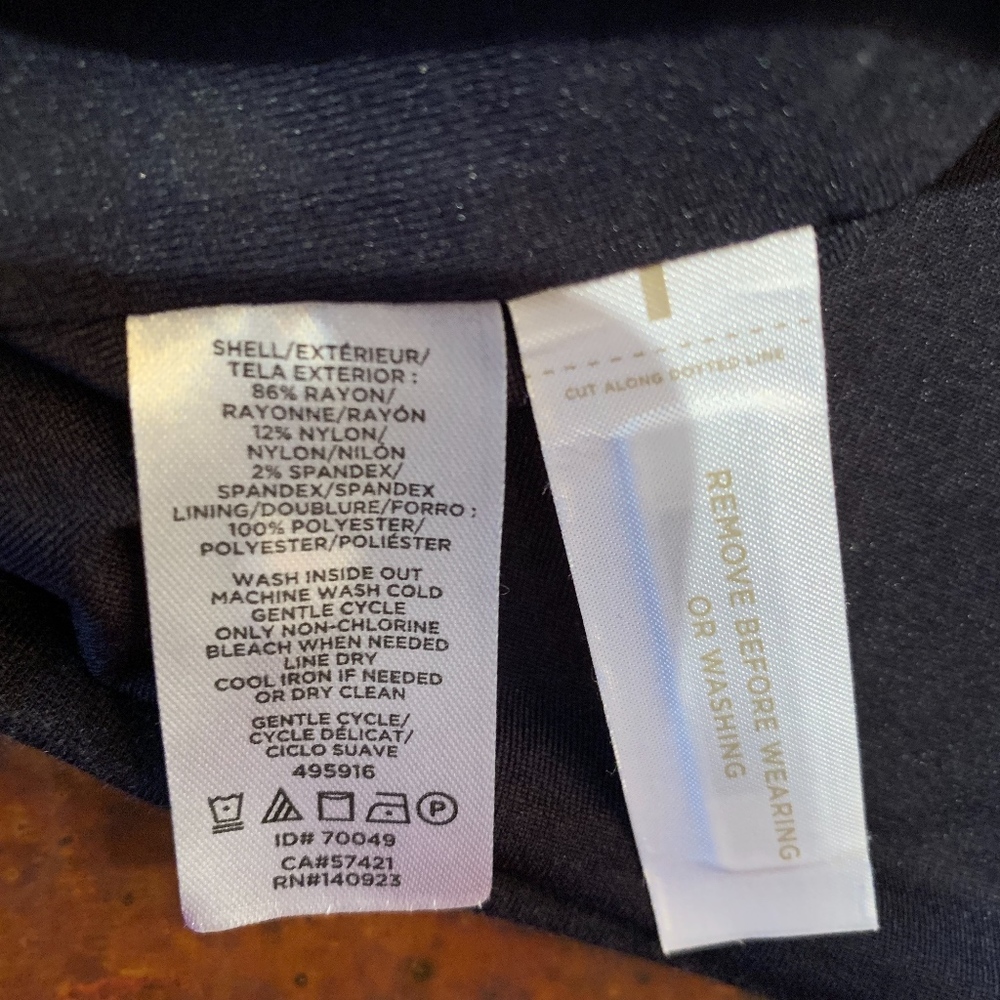 SHELL/EXTÉRIEUR/
TELA EXTERIOR :
86% RAYON/
RAYONNE/RAYÓN
12% NYLON/
NYLON/NILÓN
2% SPANDEX/
SPANDEX/SPANDEX
LINING/DOUBLURE/FORRO :
100% POLYESTER/
POLYESTER/POLIÉSTER
WASH INSIDE OUT
MACHINE WASH COLD
GENTLE CYCLE
ONLY NON-CHLORINE
BLEACH WHEN NEEDED
LINE DRY
COOL IRON IF NEEDED
OR DRY CLEAN
GENTLE CYCLE/
CYCLE DÉLICAT/
CICLO SUAVE
495916
P
ID# 70049
CA#57421
RN#140923
CUT ALONG DOTTED LINE
REMOVE BEFORE WEARING
OR WASHING